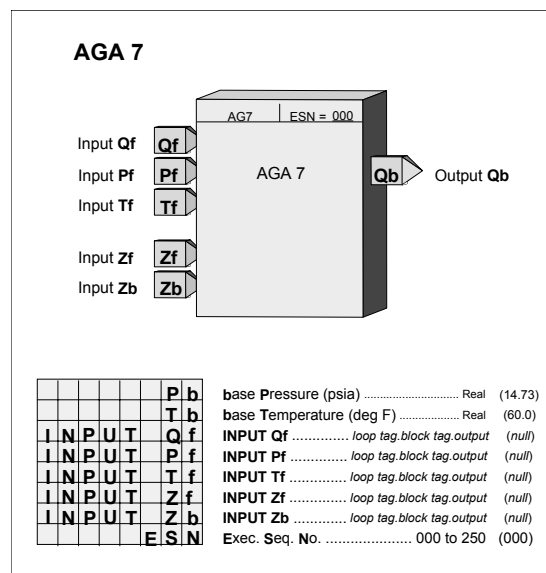 AGA 7
AG7 ESN = 000
Input Qf Qf
Input Pf Pf AGA 7 Qb Output Qb
Input Tf Tf
Input Zf Zf
Input Zb Zb
P b base Pressure (psia) .............................. Real (14.73)
T b base Temperature (deg F) ................... Real (60.0)
I N P U T Q f INPUT Qf .............. loop tag.block tag.output (null)
I N P U T P f INPUT Pf .............. loop tag.block tag.output (null)
I N P U T T f INPUT Tf .............. loop tag.block tag.output (null)
I N P U T Z f INPUT Zf .............. loop tag.block tag.output (null)
I N P U T Z b INPUT Zb .............. loop tag.block tag.output (null)
E S N Exec. Seq. No. ..................... 000 to 250 (000)